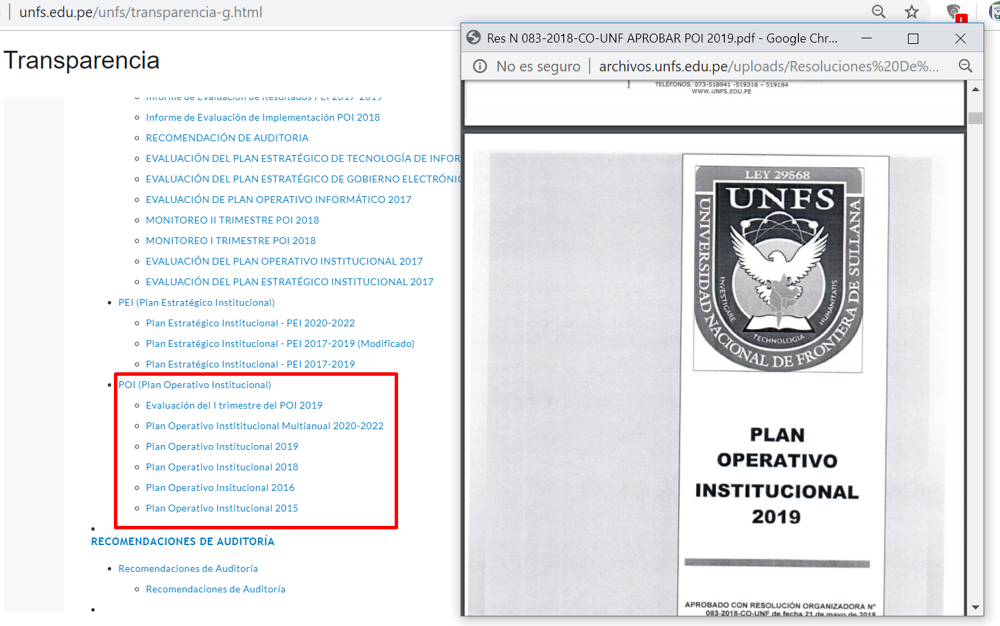 unfs.edu.pe/unfs/transparencia-g.html
Transparencia
Informe de Evaluación de Resultados PEI 2017-2019
Informe de Evaluación de Implementación POI 2018
RECOMENDACIÓN DE AUDITORIA
EVALUACIÓN DEL PLAN ESTRATÉGICO DE TECNOLOGÍA DE INFOR
EVALUACIÓN DEL PLAN ESTRATÉGICO DE GOBIERNO ELECTRÓNIC
EVALUACIÓN DE PLAN OPERATIVO INFORMÁTICO 2017
MONITOREO II TRIMESTRE POI 2018
MONITOREO I TRIMESTRE POI 2018
EVALUACIÓN DEL PLAN OPERATIVO INSTITUCIONAL 2017
EVALUACIÓN DEL PLAN ESTRATÉGICO INSTITUCIONAL 2017
PEI (Plan Estratégico Institucional)
Plan Estratégico Institucional - PEI 2020-2022
Plan Estratégico Institucional - PEI 2017-2019 (Modificado)
Plan Estratégico Institucional - PEI 2017-2019
POI (Plan Operativo Institucional)
Evaluación del I trimestre del POI 2019
Plan Operativo Instititucional Multianual 2020-2022
Plan Operativo Institucional 2019
Plan Operativo Institucional 2018
Plan Operativo Insitucional 2016
Plan Operativo Institucional 2015
RECOMENDACIONES DE AUDITORÍA
Recomendaciones de Auditoría
Recomendaciones de Auditoría
Res N 083-2018-CO-UNF APROBAR POI 2019.pdf - Google Chr...
No es seguro | archivos.unfs.edu.pe/uploads/Resoluciones%20De%...
TELÉFONOS. 073-518941 -519316 – 519184
WWW.UNFS.EDU.PE
LEY 29568
UNFS
UNIVERSIDAD NACIONAL DE FRONTERA DE SULLANA
INVESTIGARE
TECHNOLOGIA
HUMANITATIS
PLAN
OPERATIVO
INSTITUCIONAL
2019
APROBADO CON RESOLUCIÓN ORGANIZADORA N°
083-2018-CO-UNF de fecha 21 de mayo de 2018